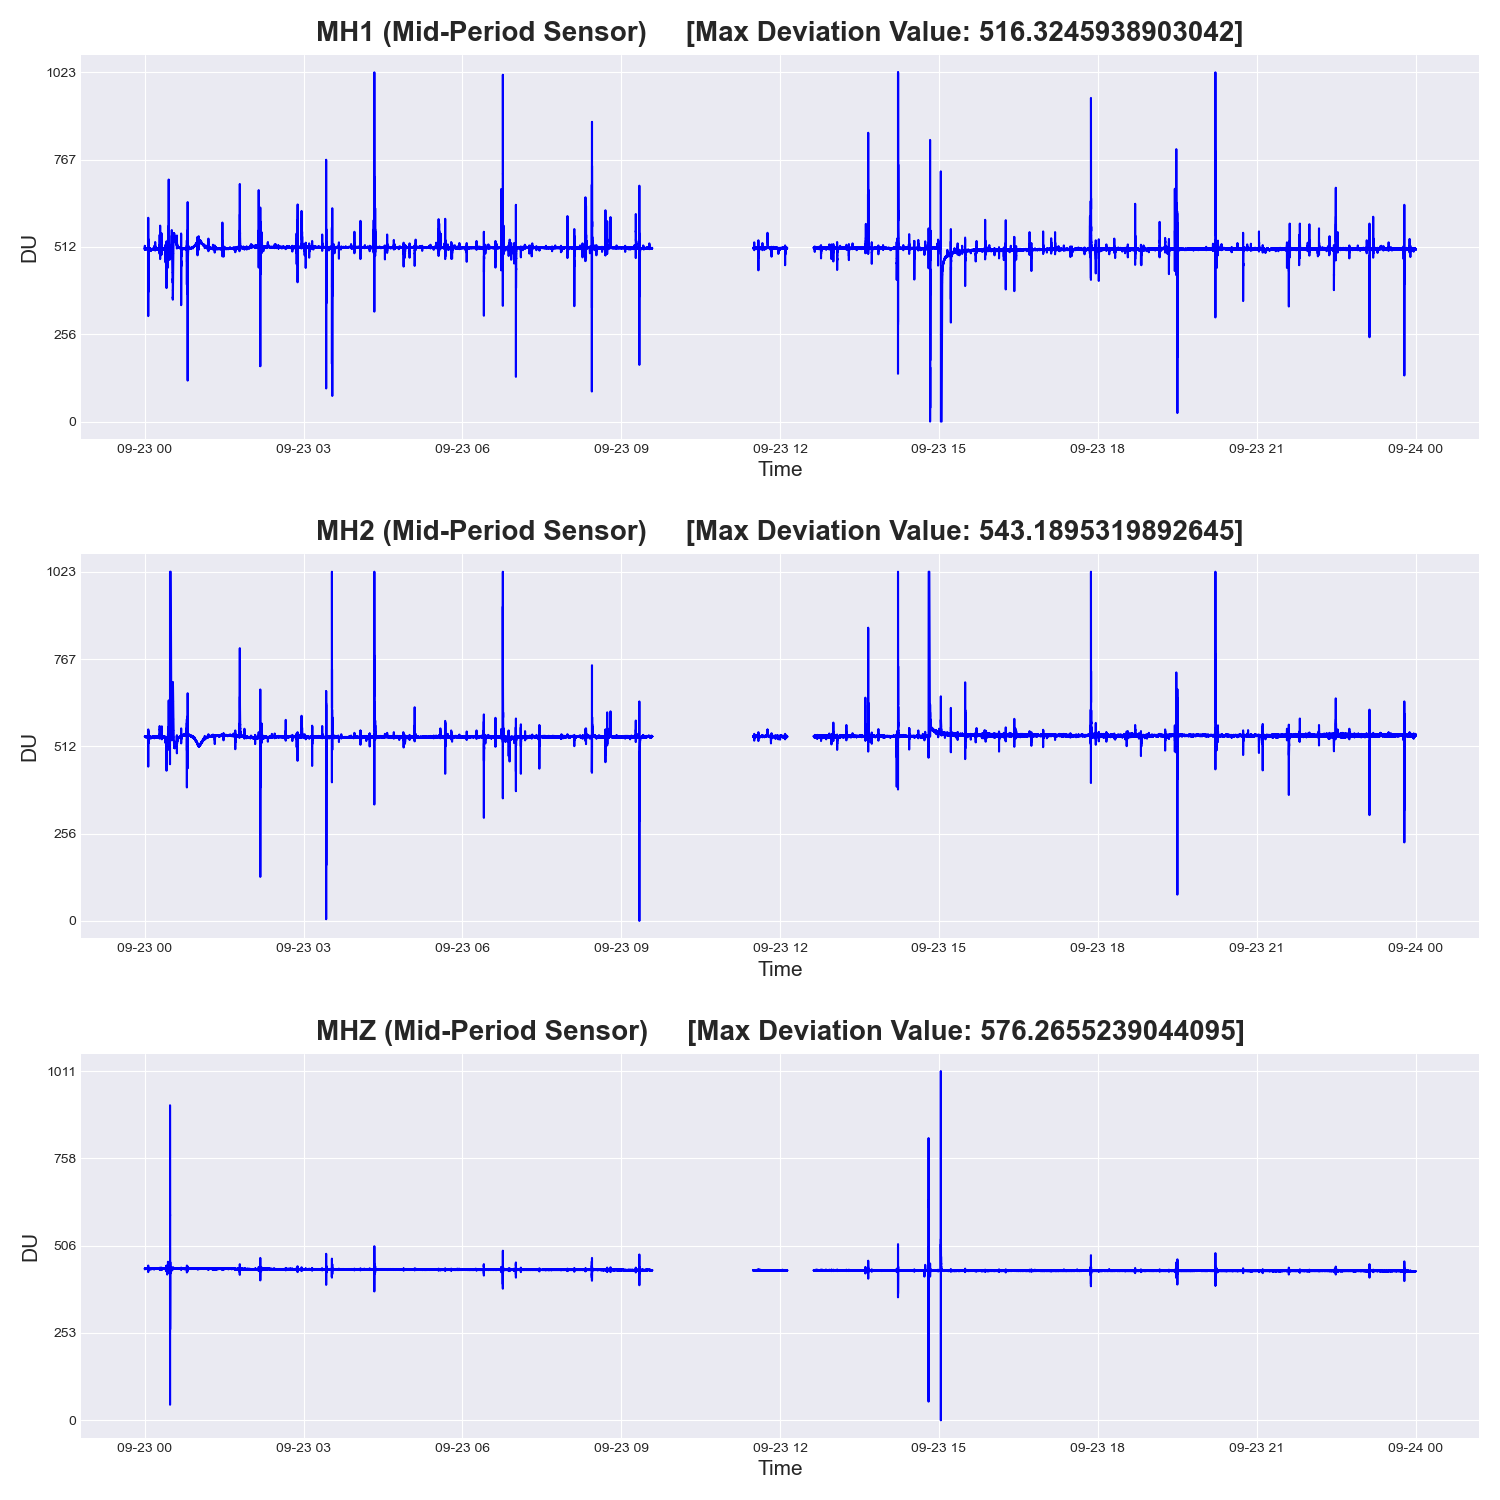 MH1 (Mid-Period Sensor) [Max Deviation Value: 516.3245938903042]
1023
767
512
256
0
DU
09-23 00 09-23 03 09-23 06 09-23 09 09-23 12 09-23 15 09-23 18 09-23 21 09-24 00
Time
MH2 (Mid-Period Sensor) [Max Deviation Value: 543.1895319892645]
1023
767
512
256
0
DU
09-23 00 09-23 03 09-23 06 09-23 09 09-23 12 09-23 15 09-23 18 09-23 21 09-24 00
Time
MHZ (Mid-Period Sensor) [Max Deviation Value: 576.2655239044095]
1011
758
506
253
0
DU
09-23 00 09-23 03 09-23 06 09-23 09 09-23 12 09-23 15 09-23 18 09-23 21 09-24 00
Time